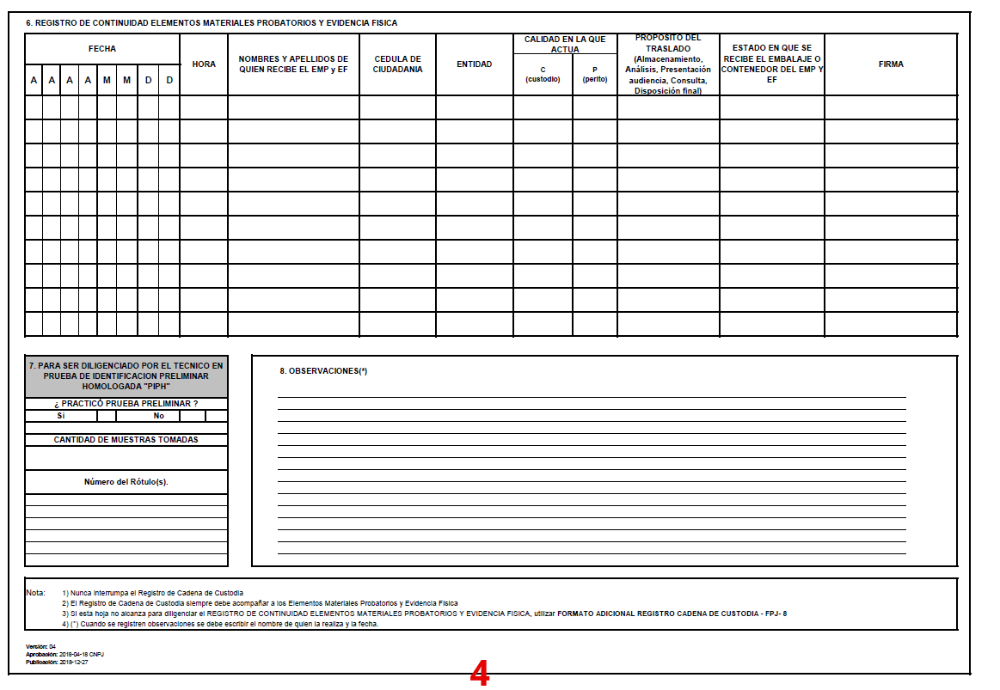 6. REGISTRO DE CONTINUIDAD ELEMENTOS MATERIALES PROBATORIOS Y EVIDENCIA FISICA
FECHA
HORA
NOMBRES Y APELLIDOS DE
QUIEN RECIBE EL EMP y EF
CEDULA DE
CIUDADANIA
ENTIDAD
CALIDAD EN LA QUE
ACTUA
PROPOSITO DEL
TRASLADO
(Almacenamiento,
Análisis, Presentación
audiencia, Consulta,
Disposición final)
ESTADO EN QUE SE
RECIBE EL EMBALAJE O
CONTENEDOR DEL EMP Y
EF
FIRMA
A A A A M M D D
C
(custodio)
P
(perito)
7. PARA SER DILIGENCIADO POR EL TECNICO EN
PRUEBA DE IDENTIFICACION PRELIMINAR
HOMOLOGADA "PIPH"
¿ PRACTICÓ PRUEBA PRELIMINAR ?
Si No
CANTIDAD DE MUESTRAS TOMADAS
Número del Rótulo(s).
8. OBSERVACIONES(*)
Nota: 1) Nunca interrumpa el Registro de Cadena de Custodia
2) El Registro de Cadena de Custodia siempre debe acompañar a los Elementos Materiales Probatorios y Evidencia Física
3) Si esta hoja no alcanza para diligenciar el REGISTRO DE CONTINUIDAD ELEMENTOS MATERIALES PROBATORIOS Y EVIDENCIA FISICA, utilizar FORMATO ADICIONAL REGISTRO CADENA DE CUSTODIA - FPJ- 8
4) (*) Cuando se registren observaciones se debe escribir el nombre de quien la realiza y la fecha.
Versión: 04
Aprobación: 2018-04-18 CNPJ
Publicación: 2018-12-27
4